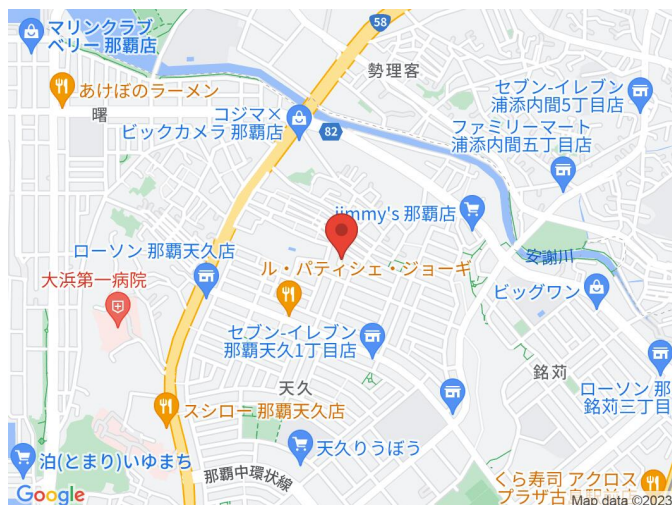 マリンクラブ
ベリー 那覇店
58
勢理客
あけぼのラーメン
曙
セブン-イレブン
浦添内間5丁目店
コジマ×
ビックカメラ 那覇店
82
ファミリーマート
浦添内間五丁目店
jimmy's 那覇店
ローソン 那覇天久店
安謝川
大浜第一病院
ル・パティシェ・ジョーギ
ビッグワン
セブン-イレブン
那覇天久1丁目店
銘苅
天久
ローソン 那
銘苅三丁目
スシロー 那覇天久店
天久りうぼう
泊(とまり)いゆまち
那覇中環状線
くら寿司 アクロス
プラザ古島駅前店
Google
Map data ©2023